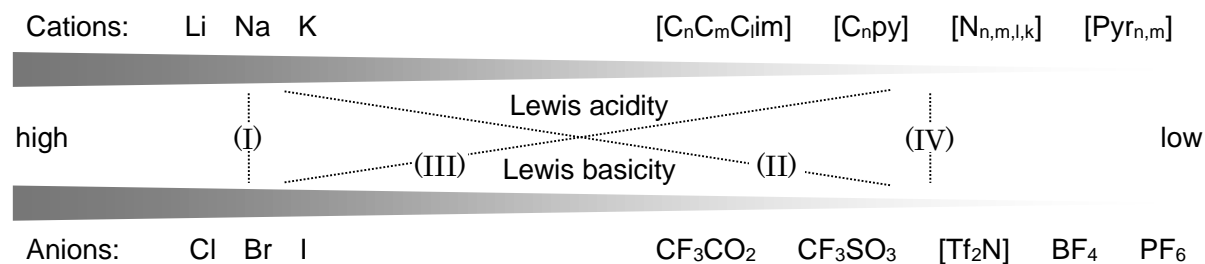 Cations: Li Na K [CnCmClim] [Cnpy] [Nn,m,l,k] [Pyrn,m]
Lewis acidity
high (I) (III) (II) (IV) low
Lewis basicity
Anions: Cl Br I CF3CO2 CF3SO3 [Tf2N] BF4 PF6